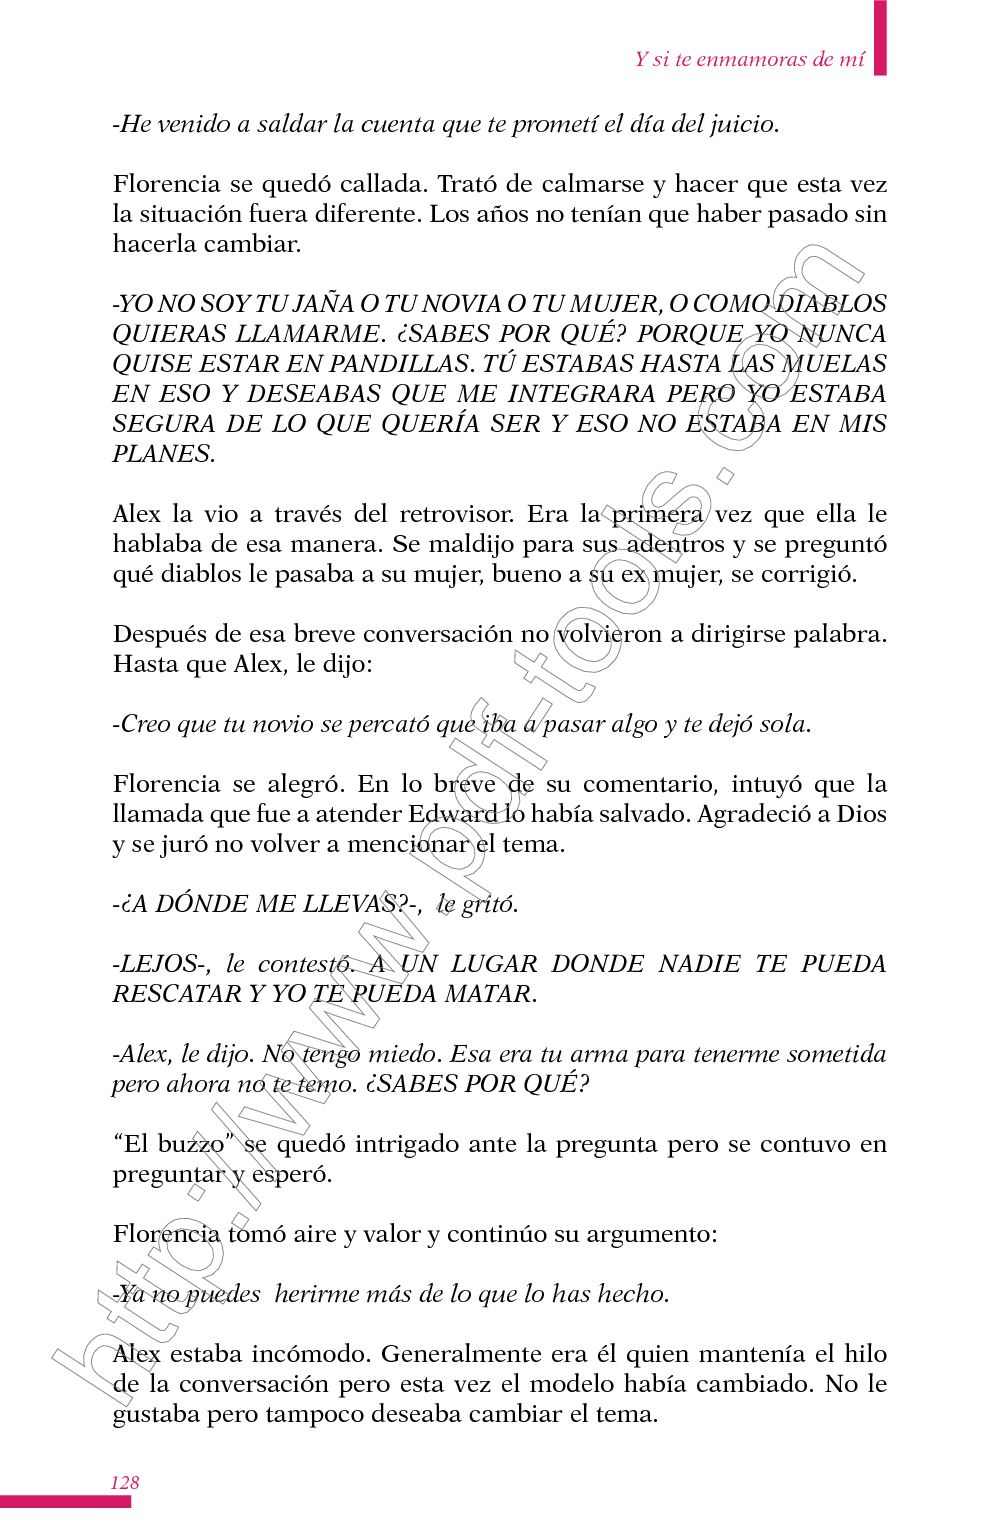 Y si te enmamoras de mí
-He venido a saldar la cuenta que te prometí el día del juicio.
Florencia se quedó callada. Trató de calmarse y hacer que esta vez
la situación fuera diferente. Los años no tenían que haber pasado sin
hacerla cambiar.
-YO NO SOY TU JAÑA O TU NOVIA O TU MUJER, O COMO DIABLOS
QUIERAS LLAMARME. ¿SABES POR QUÉ? PORQUE YO NUNCA
QUISE ESTAR EN PANDILLAS. TÚ ESTABAS HASTA LAS MUELAS
EN ESO Y DESEABAS QUE ME INTEGRARA PERO YO ESTABA
SEGURA DE LO QUE QUERÍA SER Y ESO NO ESTABA EN MIS
PLANES.
Alex la vio a través del retrovisor. Era la primera vez que ella le
hablaba de esa manera. Se maldijo para sus adentros y se preguntó
qué diablos le pasaba a su mujer, bueno a su ex mujer, se corrigió.
Después de esa breve conversación no volvieron a dirigirse palabra.
Hasta que Alex, le dijo:
-Creo que tu novio se percató que iba a pasar algo y te dejó sola.
Florencia se alegró. En lo breve de su comentario, intuyó que la
llamada que fue a atender Edward lo había salvado. Agradeció a Dios
y se juró no volver a mencionar el tema.
-¿A DÓNDE ME LLEVAS?-,  le gritó.
-LEJOS-, le contestó. A UN LUGAR DONDE NADIE TE PUEDA
RESCATAR Y YO TE PUEDA MATAR.
-Alex, le dijo. No tengo miedo. Esa era tu arma para tenerme sometida
pero ahora no te temo. ¿SABES POR QUÉ?
“El buzzo” se quedó intrigado ante la pregunta pero se contuvo en
preguntar y esperó.
Florencia tomó aire y valor y continúo su argumento:
-Ya no puedes  herirme más de lo que lo has hecho.
Alex estaba incómodo. Generalmente era él quien mantenía el hilo
de la conversación pero esta vez el modelo había cambiado. No le
gustaba pero tampoco deseaba cambiar el tema.
128
http://www.pdf-tools.com